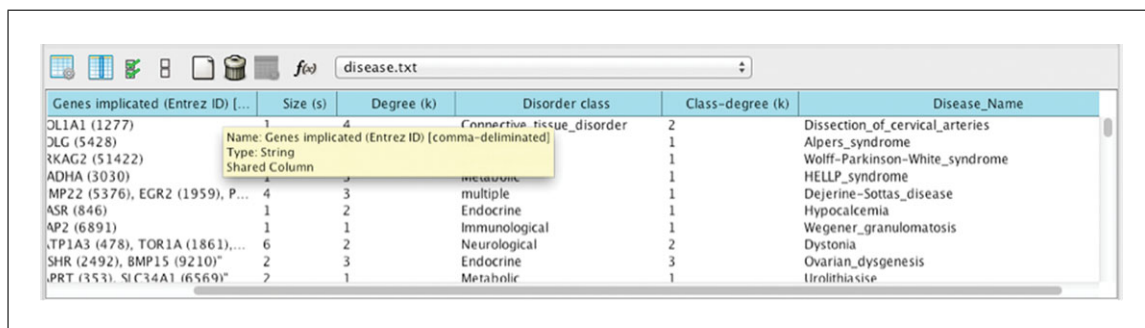 f(x) disease.txt
Genes implicated (Entrez ID) [... Size (s) Degree (k) Disorder class Class-degree (k) Disease_Name
OL1A1 (1277) 1 4 Connective_tissue_disorder 2 Dissection_of_cervical_arteries
OLG (5428) 1 Alpers_syndrome
RKAG2 (51422) 1 Wolff-Parkinson-White_syndrome
ADHA (3030) 1 3 Metabolic 1 HELLP_syndrome
MP22 (5376), EGR2 (1959), P... 4 3 multiple 1 Dejerine-Sottas_disease
ASR (846) 1 2 Endocrine 1 Hypocalcemia
AP2 (6891) 1 1 Immunological 1 Wegener_granulomatosis
TP1A3 (478), TOR1A (1861),... 6 2 Neurological 2 Dystonia
SHR (2492), BMP15 (9210)" 2 3 Endocrine 3 Ovarian_dysgenesis
PRT (353), SLC34A1 (6569)" 2 1 Metabolic 1 Urolithiasise
Name: Genes implicated (Entrez ID) [comma-deliminated]
Type: String
Shared Column